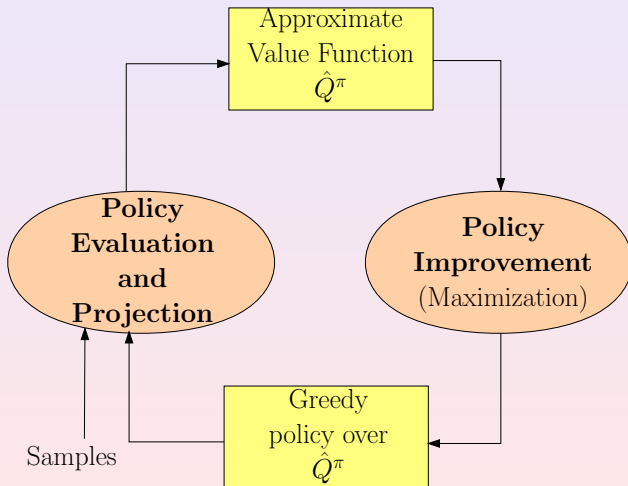 Approximate
Value Function
Q̂^π
Policy
Evaluation
and
Projection
Policy
Improvement
(Maximization)
Greedy
policy over
Q̂^π
Samples